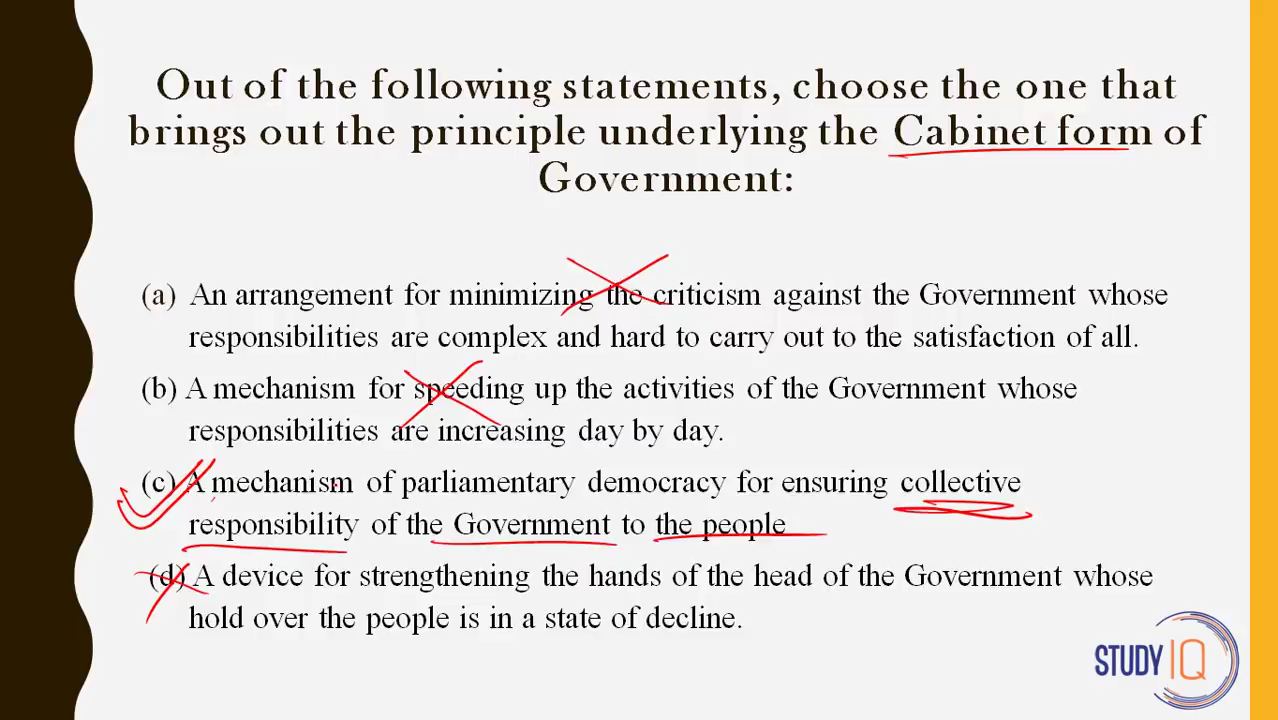 Out of the following statements, choose the one that
brings out the principle underlying the Cabinet form of
Government:
(a) An arrangement for minimizing the criticism against the Government whose
responsibilities are complex and hard to carry out to the satisfaction of all.
(b) A mechanism for speeding up the activities of the Government whose
responsibilities are increasing day by day.
(c) A mechanism of parliamentary democracy for ensuring collective
responsibility of the Government to the people
(d) A device for strengthening the hands of the head of the Government whose
hold over the people is in a state of decline.
STUDY IQ